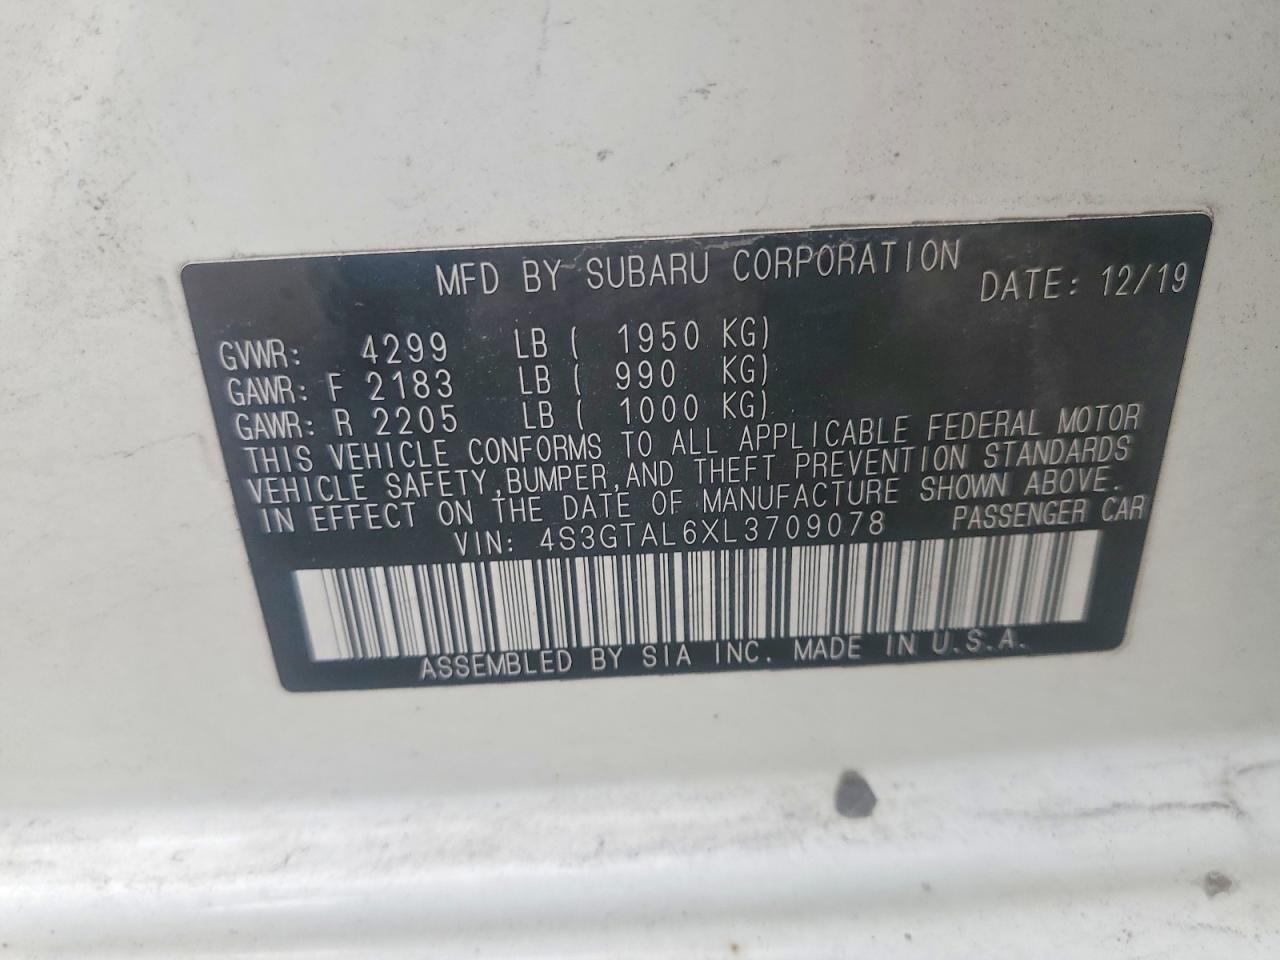 MFD BY SUBARU CORPORATION DATE: 12/19
GVWR: 4299 LB ( 1950 KG)
GAWR: F 2183 LB ( 990 KG)
GAWR: R 2205 LB ( 1000 KG)
THIS VEHICLE CONFORMS TO ALL APPLICABLE FEDERAL MOTOR
VEHICLE SAFETY,BUMPER,AND THEFT PREVENTION STANDARDS
IN EFFECT ON THE DATE OF MANUFACTURE SHOWN ABOVE.
VIN: 4S3GTAL6XL3709078 PASSENGER CAR
ASSEMBLED BY SIA INC. MADE IN U.S.A.